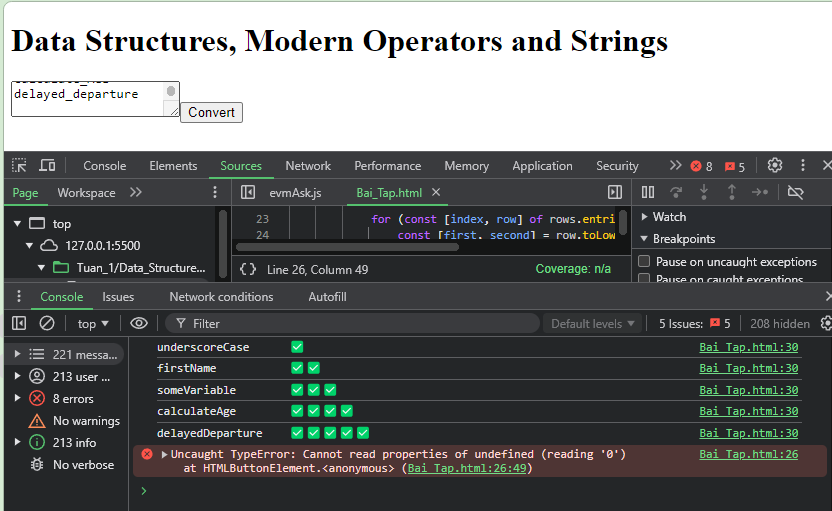 Data Structures, Modern Operators and Strings
delayed_departure
Convert
Console Elements Sources Network Performance Memory Application Security 8 5
Page Workspace evmAsk.js Bai_Tap.html
top
127.0.0.1:5500
Tuan_1/Data_Structure...
23 for (const [index, row] of rows.entri
24 const [first, second] = row.toLow
{} Line 26, Column 49 Coverage: n/a
Watch
Breakpoints
Pause on uncaught exceptions
Pause on caught exceptions
Console Issues Network conditions Autofill
top Filter Default levels 5 Issues: 5 208 hidden
221 messa...
213 user ...
8 errors
No warnings
213 info
No verbose
underscoreCase ✅ Bai_Tap.html:30
firstName ✅✅ Bai_Tap.html:30
someVariable ✅✅✅ Bai_Tap.html:30
calculateAge ✅✅✅✅ Bai_Tap.html:30
delayedDeparture ✅✅✅✅✅ Bai_Tap.html:30
Uncaught TypeError: Cannot read properties of undefined (reading '0') Bai_Tap.html:26
at HTMLButtonElement.<anonymous> (Bai_Tap.html:26:49)